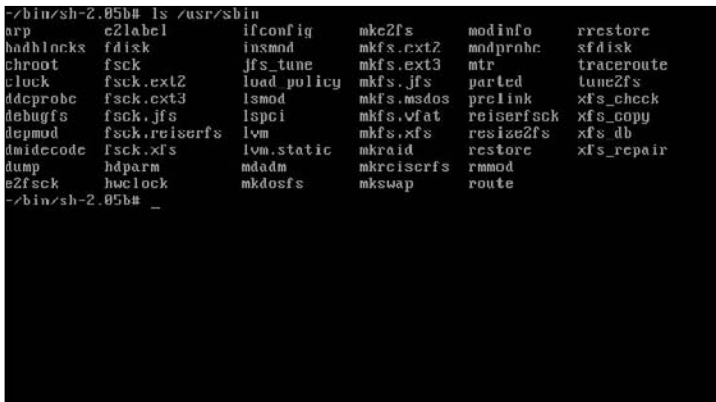 -/bin/sh-2.05b# ls /usr/sbin
arp e2label ifconfig mke2fs modinfo rrestore
badblocks fdisk insmod mkfs.ext2 modprobe sfdisk
chroot fsck jfs_tune mkfs.ext3 mtr traceroute
clock fsck.ext2 load_policy mkfs.jfs parted tune2fs
ddcprobe fsck.ext3 lsmod mkfs.msdos prelink xfs_check
debugfs fsck.jfs lspci mkfs.vfat reiserfsck xfs_copy
depmod fsck.reiserfs lvm mkfs.xfs resize2fs xfs_db
dmidecode fsck.xfs lvm.static mkraid restore xfs_repair
dump hdparm mdadm mkreiserfs rmmod
e2fsck hwclock mkdosfs mkswap route
-/bin/sh-2.05b# _